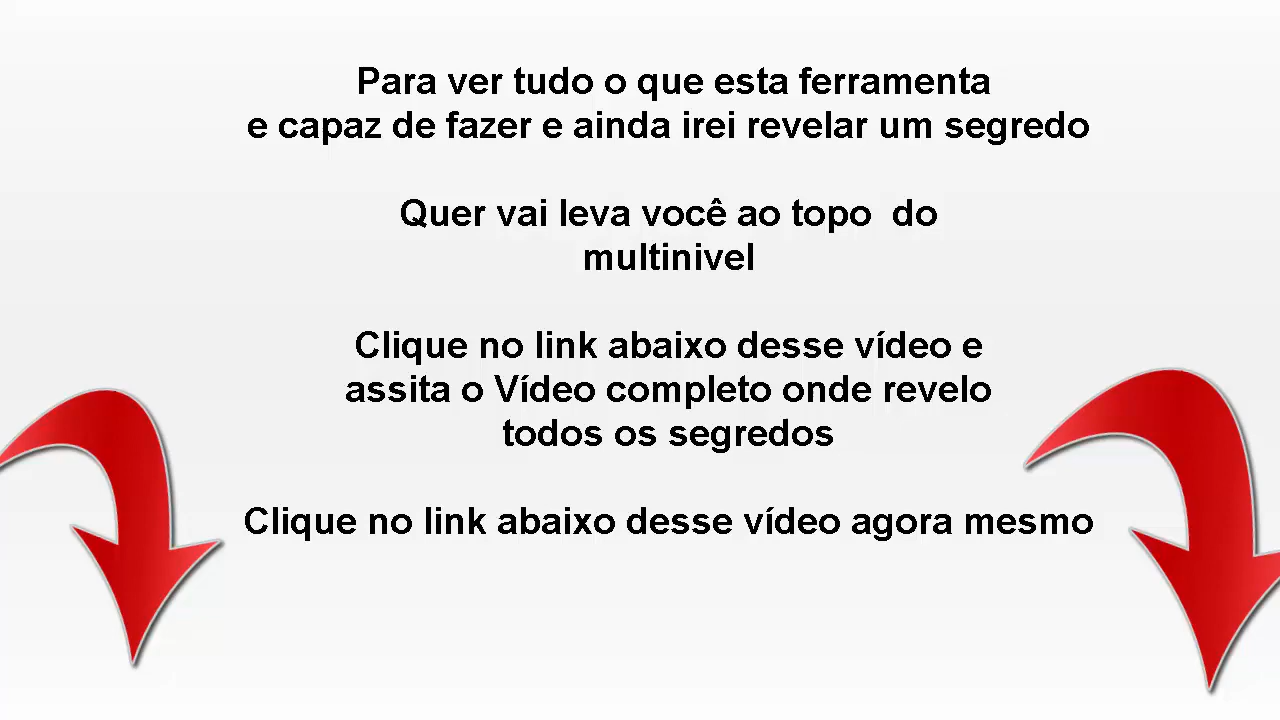 Para ver tudo o que esta ferramenta
e capaz de fazer e ainda irei revelar um segredo
Quer vai leva você ao topo  do
multinivel
Clique no link abaixo desse vídeo e
assita o Vídeo completo onde revelo
todos os segredos
Clique no link abaixo desse vídeo agora mesmo